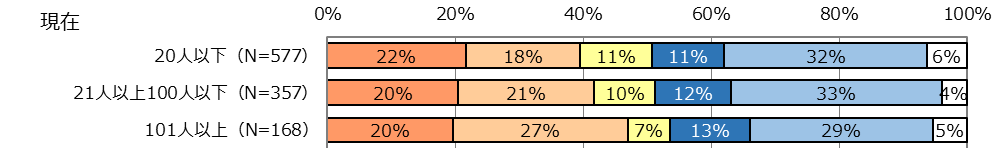 現在
0% 20% 40% 60% 80% 100%
20人以下（N=577） 22% 18% 11% 11% 32% 6%
21人以上100人以下（N=357） 20% 21% 10% 12% 33% 4%
101人以上（N=168） 20% 27% 7% 13% 29% 5%